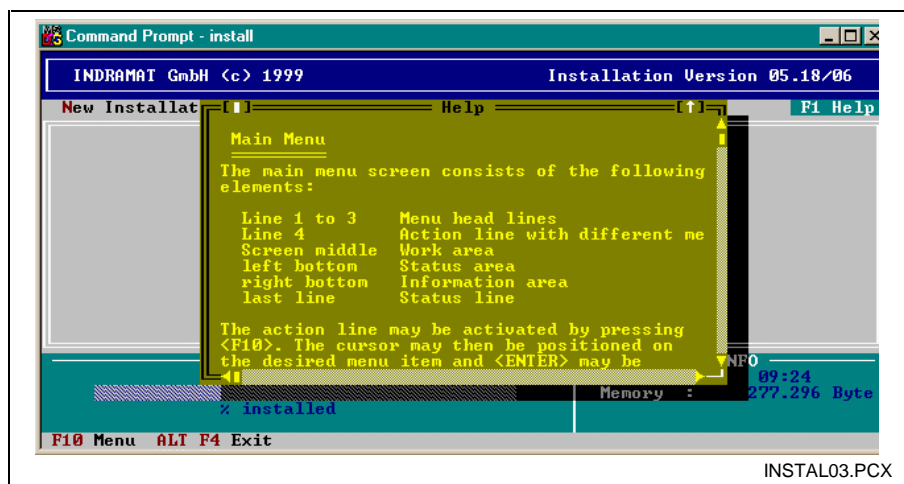 Command Prompt - install
INDRAMAT GmbH (c) 1999 Installation Version 05.18/06
New Installat Help F1 Help
Main Menu
The main menu screen consists of the following
elements:
Line 1 to 3 Menu head lines
Line 4 Action line with different me
Screen middle Work area
left bottom Status area
right bottom Information area
last line Status line
The action line may be activated by pressing
<F10>. The cursor may then be positioned on
the desired menu item and <ENTER> may be
NFO
09:24
Memory : 277.296 Byte
% installed
F10 Menu ALT F4 Exit
INSTAL03.PCX